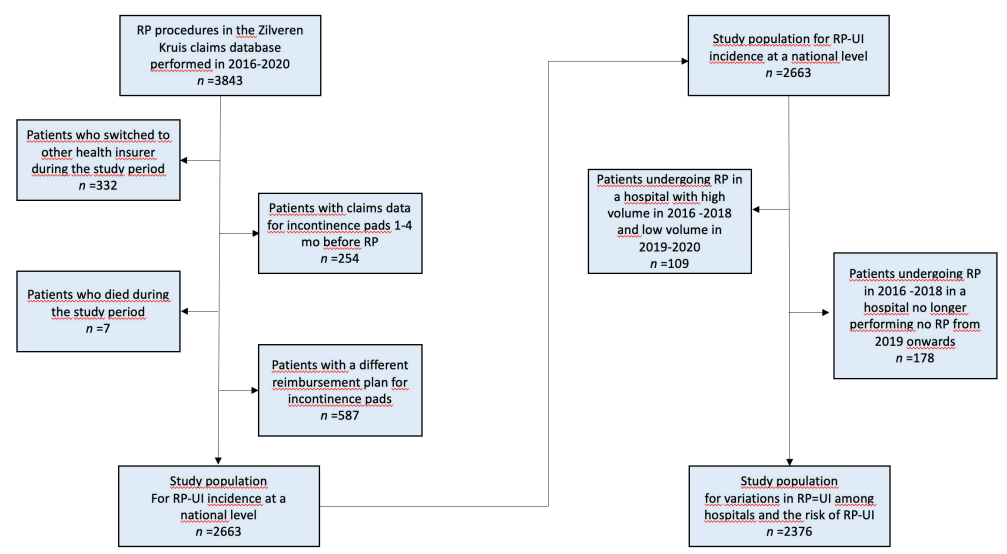 RP procedures in the Zilveren
Kruis claims database
performed in 2016-2020
n =3843
Patients who switched to
other health insurer
during the study period
n =332
Patients with claims data
for incontinence pads 1-4
mo before RP
n =254
Patients who died during
the study period
n =7
Patients with a different
reimbursement plan for
incontinence pads
n =587
Study population
For RP-UI incidence at a
national level
n =2663
Study population for RP-UI
incidence at a national level
n =2663
Patients undergoing RP in
a hospital with high
volume in 2016 -2018
and low volume in
2019-2020
n =109
Patients undergoing RP
in 2016 -2018 in a
hospital no longer
performing no RP from
2019 onwards
n =178
Study population
for variations in RP=UI among
hospitals and the risk of RP-UI
n =2376